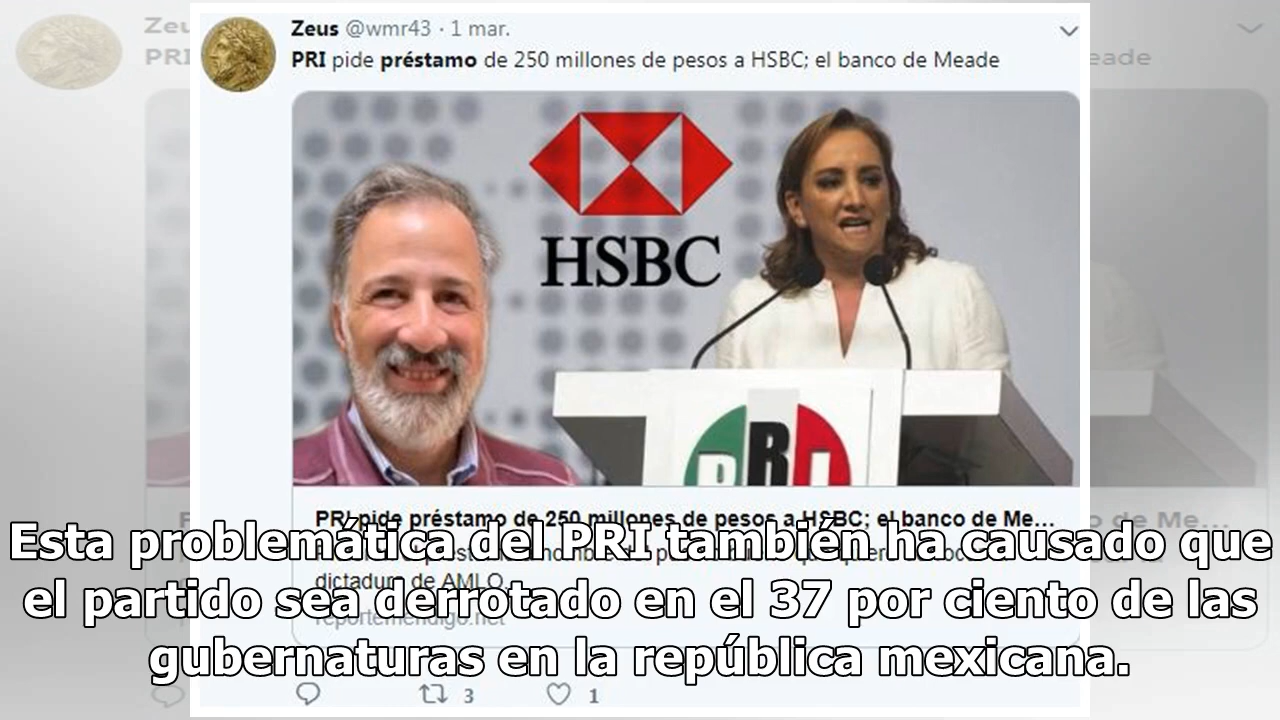 Zeus @wmr43 · 1 mar.
PRI pide préstamo de 250 millones de pesos a HSBC; el banco de Meade
HSBC
PRI
PRI pide préstamo de 250 millones de pesos a HSBC; el banco de Me...
dictadura de AMLO.
reportemendigo.net
Esta problemática del PRI también ha causado que
el partido sea derrotado en el 37 por ciento de las
gubernaturas en la república mexicana.
3
1